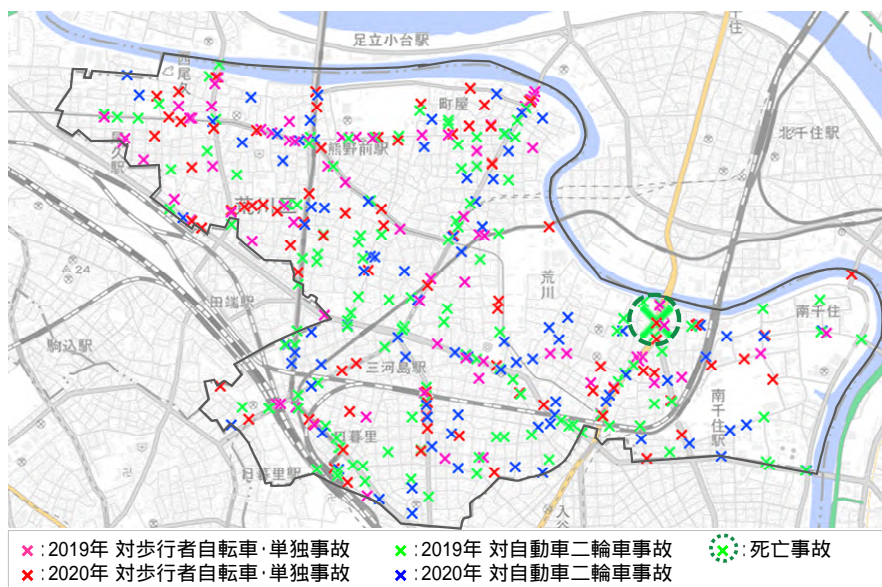 足立小台駅
千住
西尾久
町屋
北千住駅
熊野前駅
尾久駅
荒川区
荒川
24
田端駅
南千住
駒込駅
三河島駅
南千住駅
日暮里
日暮里駅
入谷
×:2019年 対歩行者自転車・単独事故
×:2019年 対自動車二輪車事故
×:死亡事故
×:2020年 対歩行者自転車・単独事故
×:2020年 対自動車二輪車事故